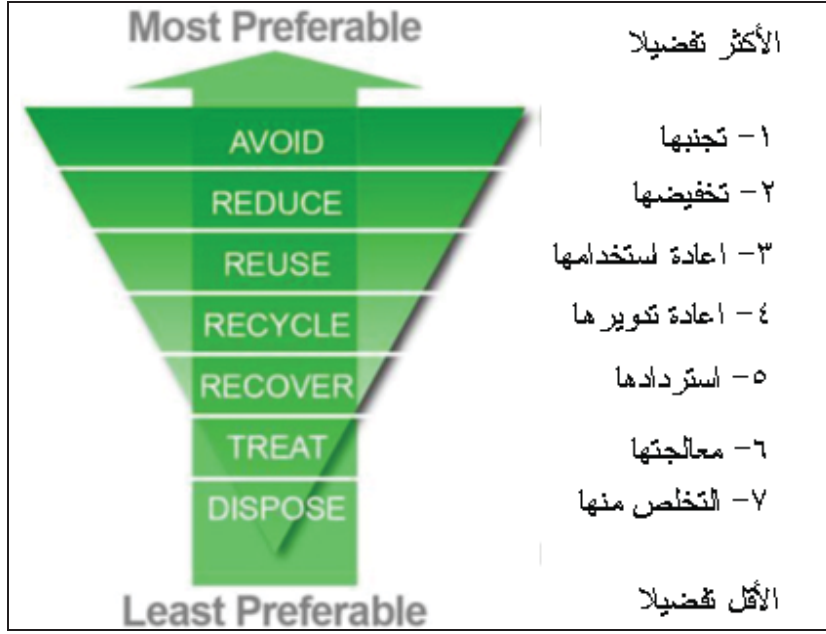 Most Preferable
الأكثر تفضيلا
AVOID
١- تجنبها
REDUCE
٢- تخفيضها
REUSE
٣- اعادة استخدامها
RECYCLE
٤- اعادة تدويرها
RECOVER
٥- استردادها
TREAT
٦- معالجتها
DISPOSE
٧- التخلص منها
Least Preferable
الأقل تفضيلا